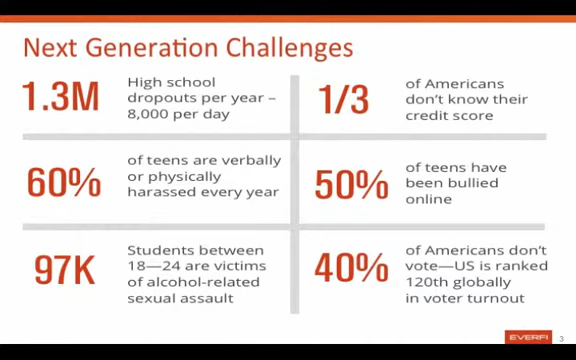 Next Generation Challenges
1.3M
High school
dropouts per year –
8,000 per day
1/3
of Americans
don't know their
credit score
60%
of teens are verbally
or physically
harassed every year
50%
of teens have
been bullied
online
97K
Students between
18—24 are victims
of alcohol-related
sexual assault
40%
of Americans don't
vote—US is ranked
120th globally
in voter turnout
EVERFI
3